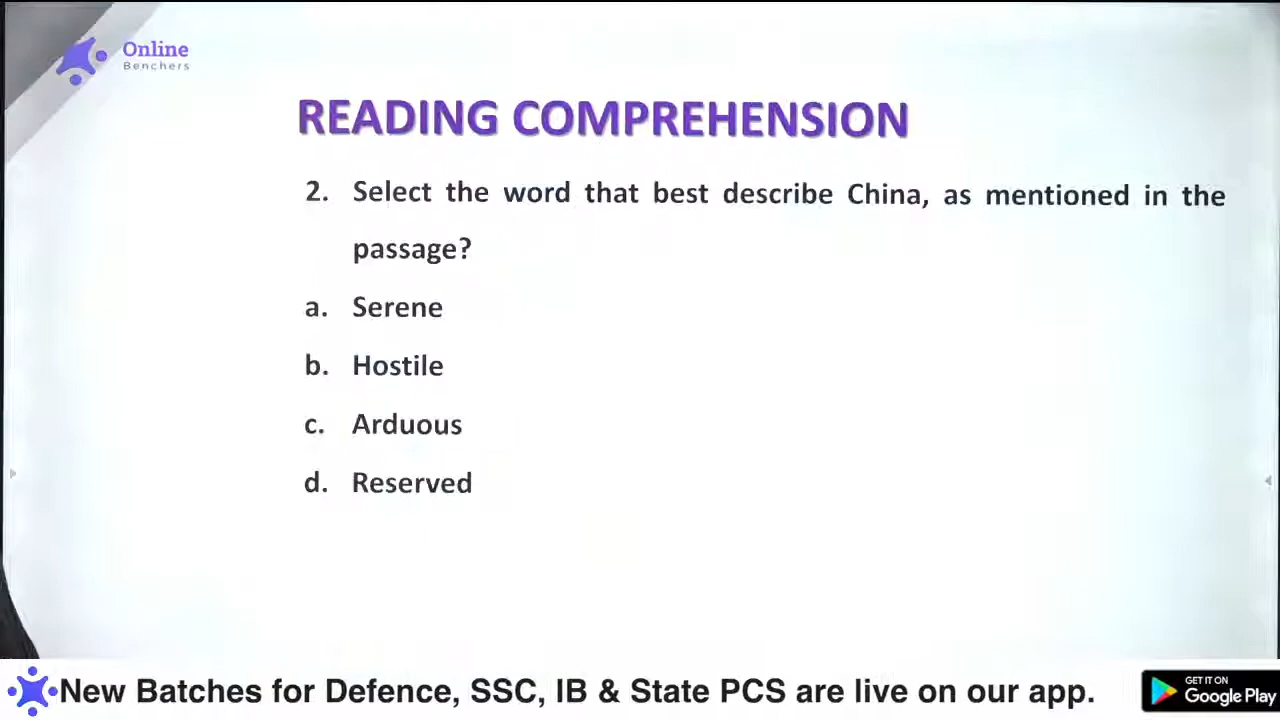 Online
Benchers
READING COMPREHENSION
2. Select the word that best describe China, as mentioned in the
passage?
a. Serene
b. Hostile
c. Arduous
d. Reserved
New Batches for Defence, SSC, IB & State PCS are live on our app.
GET IT ON
Google Play